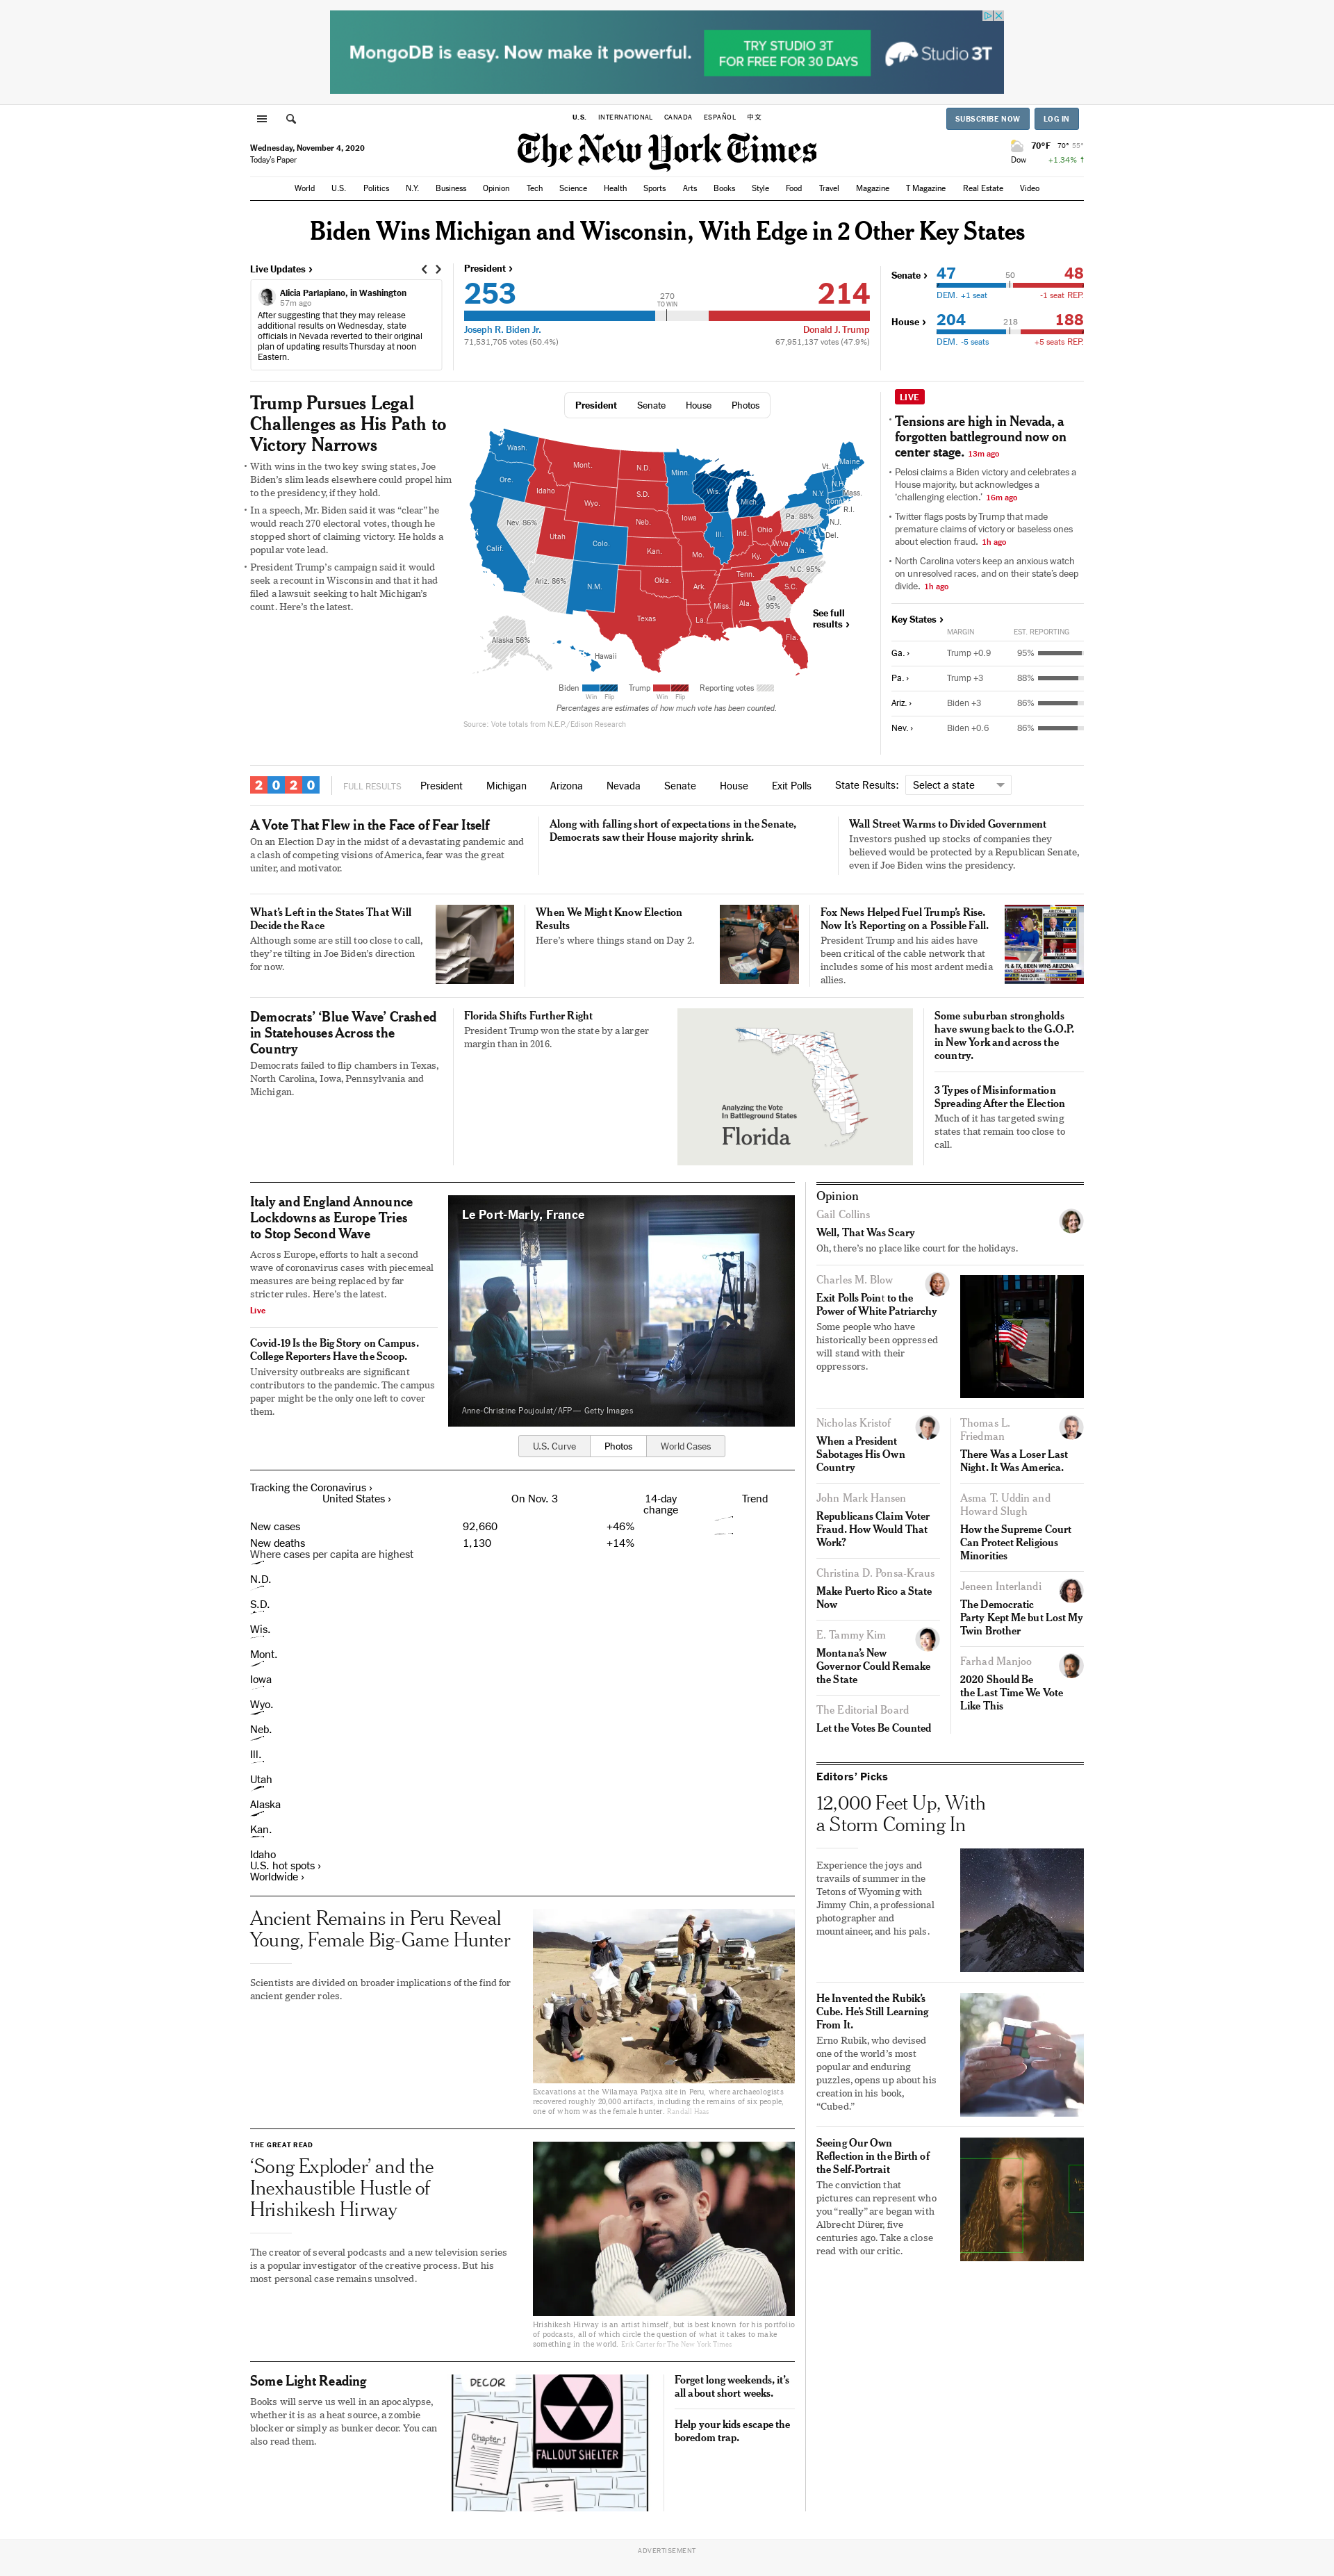 MongoDB is easy. Now make it powerful.
TRY STUDIO 3T
FOR FREE FOR 30 DAYS
Studio 3T
U.S.
INTERNATIONAL
CANADA
ESPAÑOL
中文
SUBSCRIBE NOW
LOG IN
Wednesday, November 4, 2020
Today's Paper
The New York Times
70°F 70° 55°
Dow +1.34% ↑
World U.S. Politics N.Y. Business Opinion Tech Science Health Sports Arts Books Style Food Travel Magazine T Magazine Real Estate Video
Biden Wins Michigan and Wisconsin, With Edge in 2 Other Key States
Live Updates ›
Alicia Parlapiano, in Washington
57m ago
After suggesting that they may release
additional results on Wednesday, state
officials in Nevada reverted to their original
plan of updating results Thursday at noon
Eastern.
President ›
253
270
TO WIN
214
Joseph R. Biden Jr.
Donald J. Trump
71,531,705 votes (50.4%)
67,951,137 votes (47.9%)
Senate › 47 50 48
DEM. +1 seat -1 seat REP.
House › 204 218 188
DEM. -5 seats +5 seats REP.
Trump Pursues Legal
Challenges as His Path to
Victory Narrows
• With wins in the two key swing states, Joe
Biden's slim leads elsewhere could propel him
to the presidency, if they hold.
• In a speech, Mr. Biden said it was “clear” he
would reach 270 electoral votes, though he
stopped short of claiming victory. He holds a
popular vote lead.
• President Trump's campaign said it would
seek a recount in Wisconsin and that it had
filed a lawsuit seeking to halt Michigan's
count. Here's the latest.
President Senate House Photos
Wash.
Mont.
N.D.
Minn.
Vt.
Maine
Ore.
Idaho
S.D.
Wis.
Mich.
N.Y.
N.H.
Mass.
Conn.
R.I.
Wyo.
Iowa
Pa. 88%
N.J.
Nev. 86%
Neb.
Ill.
Ind.
Ohio
Del.
Utah
Colo.
Kan.
Mo.
Ky.
W.Va.
Va.
Calif.
N.C. 95%
Ariz. 86%
N.M.
Okla.
Ark.
Tenn.
S.C.
Miss.
Ala.
Ga.
95%
Texas
La.
Fla.
Alaska 56%
Hawaii
See full
results ›
Biden
Trump
Reporting votes
Win Flip Win Flip
Percentages are estimates of how much vote has been counted.
Source: Vote totals from N.E.P./Edison Research
LIVE
• Tensions are high in Nevada, a
forgotten battleground now on
center stage. 13m ago
• Pelosi claims a Biden victory and celebrates a
House majority, but acknowledges a
‘challenging election.’ 16m ago
• Twitter flags posts by Trump that made
premature claims of victory or baseless ones
about election fraud. 1h ago
• North Carolina voters keep an anxious watch
on unresolved races, and on their state's deep
divide. 1h ago
Key States ›
MARGIN EST. REPORTING
Ga. › Trump +0.9 95%
Pa. › Trump +3 88%
Ariz. › Biden +3 86%
Nev. › Biden +0.6 86%
2020 FULL RESULTS President Michigan Arizona Nevada Senate House Exit Polls State Results: Select a state
A Vote That Flew in the Face of Fear Itself
On an Election Day in the midst of a devastating pandemic and
a clash of competing visions of America, fear was the great
uniter, and motivator.
Along with falling short of expectations in the Senate,
Democrats saw their House majority shrink.
Wall Street Warms to Divided Government
Investors pushed up stocks of companies they
believed would be protected by a Republican Senate,
even if Joe Biden wins the presidency.
What's Left in the States That Will
Decide the Race
Although some are still too close to call,
they're tilting in Joe Biden's direction
for now.
When We Might Know Election
Results
Here's where things stand on Day 2.
Fox News Helped Fuel Trump's Rise.
Now It's Reporting on a Possible Fall.
President Trump and his aides have
been critical of the cable network that
includes some of his most ardent media
allies.
Democrats' ‘Blue Wave’ Crashed
in Statehouses Across the
Country
Democrats failed to flip chambers in Texas,
North Carolina, Iowa, Pennsylvania and
Michigan.
Florida Shifts Further Right
President Trump won the state by a larger
margin than in 2016.
Analyzing the Vote
In Battleground States
Florida
Some suburban strongholds
have swung back to the G.O.P.
in New York and across the
country.
3 Types of Misinformation
Spreading After the Election
Much of it has targeted swing
states that remain too close to
call.
Italy and England Announce
Lockdowns as Europe Tries
to Stop Second Wave
Across Europe, efforts to halt a second
wave of coronavirus cases with piecemeal
measures are being replaced by far
stricter rules. Here's the latest.
Live
Covid-19 Is the Big Story on Campus.
College Reporters Have the Scoop.
University outbreaks are significant
contributors to the pandemic. The campus
paper might be the only one left to cover
them.
Le Port-Marly, France
Anne-Christine Poujoulat/AFP — Getty Images
U.S. Curve Photos World Cases
Tracking the Coronavirus ›
United States › On Nov. 3 14-day
change
Trend
New cases 92,660 +46%
New deaths 1,130 +14%
Where cases per capita are highest
N.D.
S.D.
Wis.
Mont.
Iowa
Wyo.
Neb.
Ill.
Utah
Alaska
Kan.
Idaho
U.S. hot spots ›
Worldwide ›
Ancient Remains in Peru Reveal
Young, Female Big-Game Hunter
Scientists are divided on broader implications of the find for
ancient gender roles.
Excavations at the Wilamaya Patjxa site in Peru, where archaeologists
recovered roughly 20,000 artifacts, including the remains of six people,
one of whom was the female hunter. Randall Haas
THE GREAT READ
‘Song Exploder’ and the
Inexhaustible Hustle of
Hrishikesh Hirway
The creator of several podcasts and a new television series
is a popular investigator of the creative process. But his
most personal case remains unsolved.
Hrishikesh Hirway is an artist himself, but is best known for his portfolio
of podcasts, all of which circle the question of what it takes to make
something in the world. Erik Carter for The New York Times
Some Light Reading
Books will serve us well in an apocalypse,
whether it is as a heat source, a zombie
blocker or simply as bunker decor. You can
also read them.
DECOR
Chapter 1
FALLOUT SHELTER
Forget long weekends, it's
all about short weeks.
Help your kids escape the
boredom trap.
Opinion
Gail Collins
Well, That Was Scary
Oh, there's no place like court for the holidays.
Charles M. Blow
Exit Polls Point to the
Power of White Patriarchy
Some people who have
historically been oppressed
will stand with their
oppressors.
Nicholas Kristof
When a President
Sabotages His Own
Country
John Mark Hansen
Republicans Claim Voter
Fraud. How Would That
Work?
Christina D. Ponsa-Kraus
Make Puerto Rico a State
Now
E. Tammy Kim
Montana's New
Governor Could Remake
the State
The Editorial Board
Let the Votes Be Counted
Thomas L.
Friedman
There Was a Loser Last
Night. It Was America.
Asma T. Uddin and
Howard Slugh
How the Supreme Court
Can Protect Religious
Minorities
Jeneen Interlandi
The Democratic
Party Kept Me but Lost My
Twin Brother
Farhad Manjoo
2020 Should Be
the Last Time We Vote
Like This
Editors' Picks
12,000 Feet Up, With
a Storm Coming In
Experience the joys and
travails of summer in the
Tetons of Wyoming with
Jimmy Chin, a professional
photographer and
mountaineer, and his pals.
He Invented the Rubik's
Cube. He's Still Learning
From It.
Erno Rubik, who devised
one of the world's most
popular and enduring
puzzles, opens up about his
creation in his book,
“Cubed.”
Seeing Our Own
Reflection in the Birth of
the Self-Portrait
The conviction that
pictures can represent who
you “really” are began with
Albrecht Dürer, five
centuries ago. Take a close
read with our critic.
ADVERTISEMENT